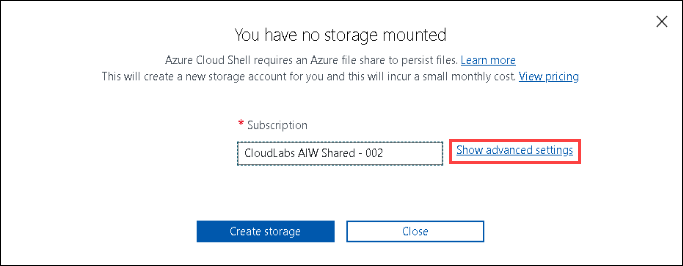 You have no storage mounted
Azure Cloud Shell requires an Azure file share to persist files. Learn more
This will create a new storage account for you and this will incur a small monthly cost. View pricing
* Subscription
CloudLabs AIW Shared - 002
Show advanced settings
Create storage
Close